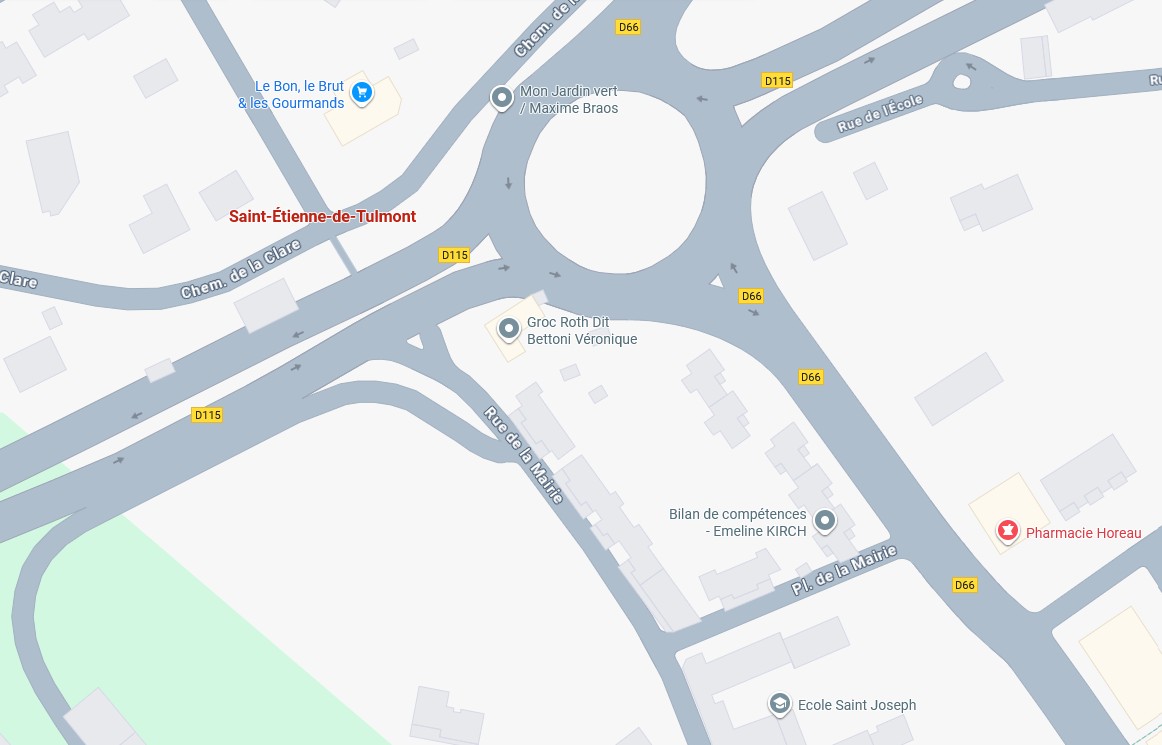 D66
Chem. de l
D115
Le Bon, le Brut
& les Gourmands
Mon Jardin vert
/ Maxime Braos
Rue de l'École
Saint-Étienne-de-Tulmont
D115
Chem. de la Clare
Clare
D66
Groc Roth Dit
Bettoni Véronique
D66
D115
Rue de la Mairie
Bilan de compétences
- Emeline KIRCH
Pharmacie Horeau
Pl. de la Mairie
D66
Ecole Saint Joseph